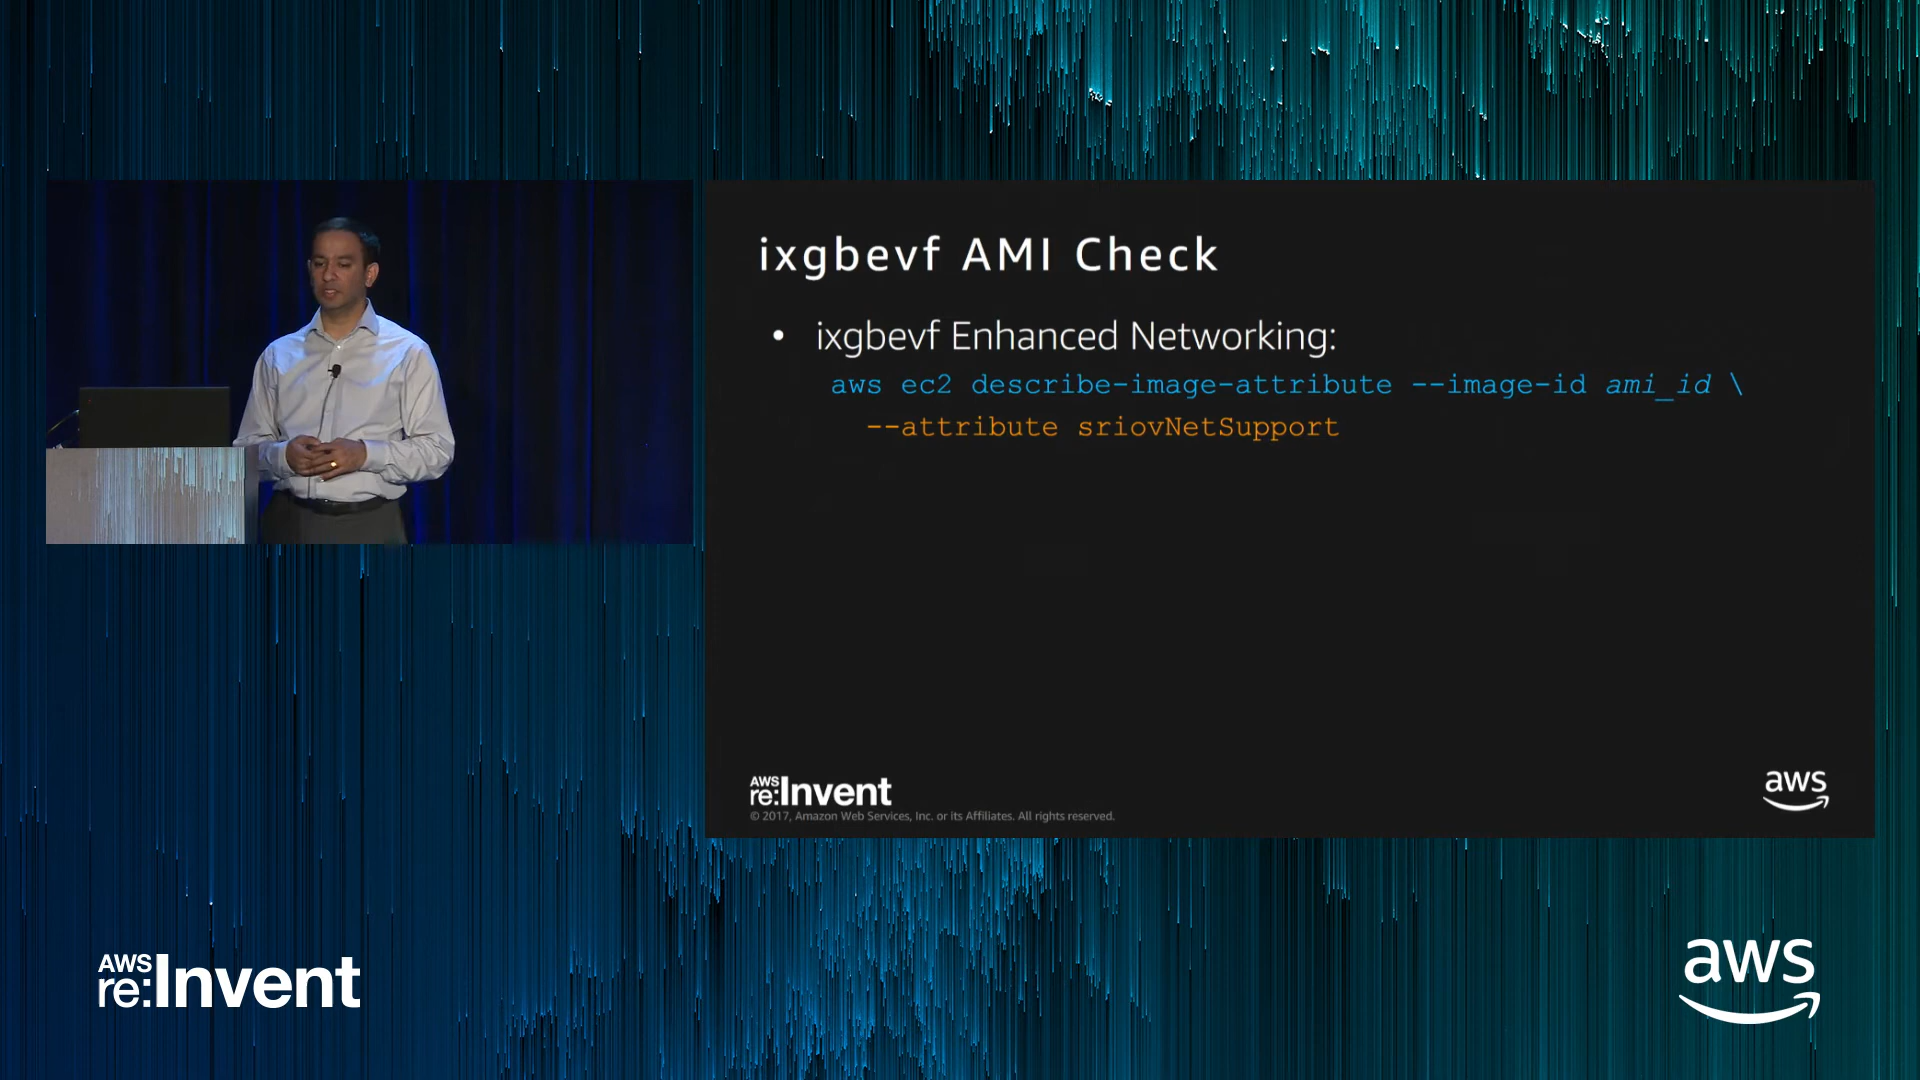 ixgbevf AMI Check
• ixgbevf Enhanced Networking:
aws ec2 describe-image-attribute --image-id ami_id \
--attribute sriovNetSupport
AWS
re:Invent
© 2017, Amazon Web Services, Inc. or its Affiliates. All rights reserved.
aws
AWS
re:Invent
aws